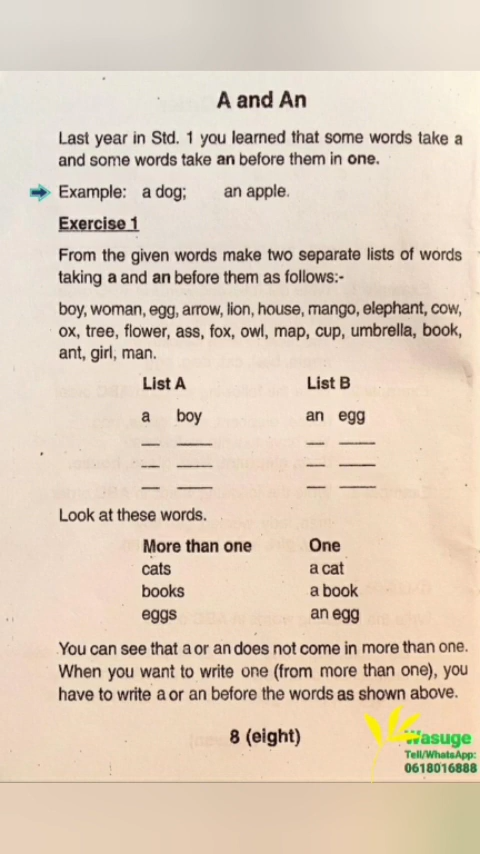 A and An
Last year in Std. 1 you learned that some words take a
and some words take an before them in one.
Example: a dog; an apple.
Exercise 1
From the given words make two separate lists of words
taking a and an before them as follows:-
boy, woman, egg, arrow, lion, house, mango, elephant, cow,
ox, tree, flower, ass, fox, owl, map, cup, umbrella, book,
ant, girl, man.
List A List B
a boy an egg
Look at these words.
More than one One
cats a cat
books a book
eggs an egg
You can see that a or an does not come in more than one.
When you want to write one (from more than one), you
have to write a or an before the words as shown above.
8 (eight)
Wasuge
Tell/WhatsApp:
0618016888